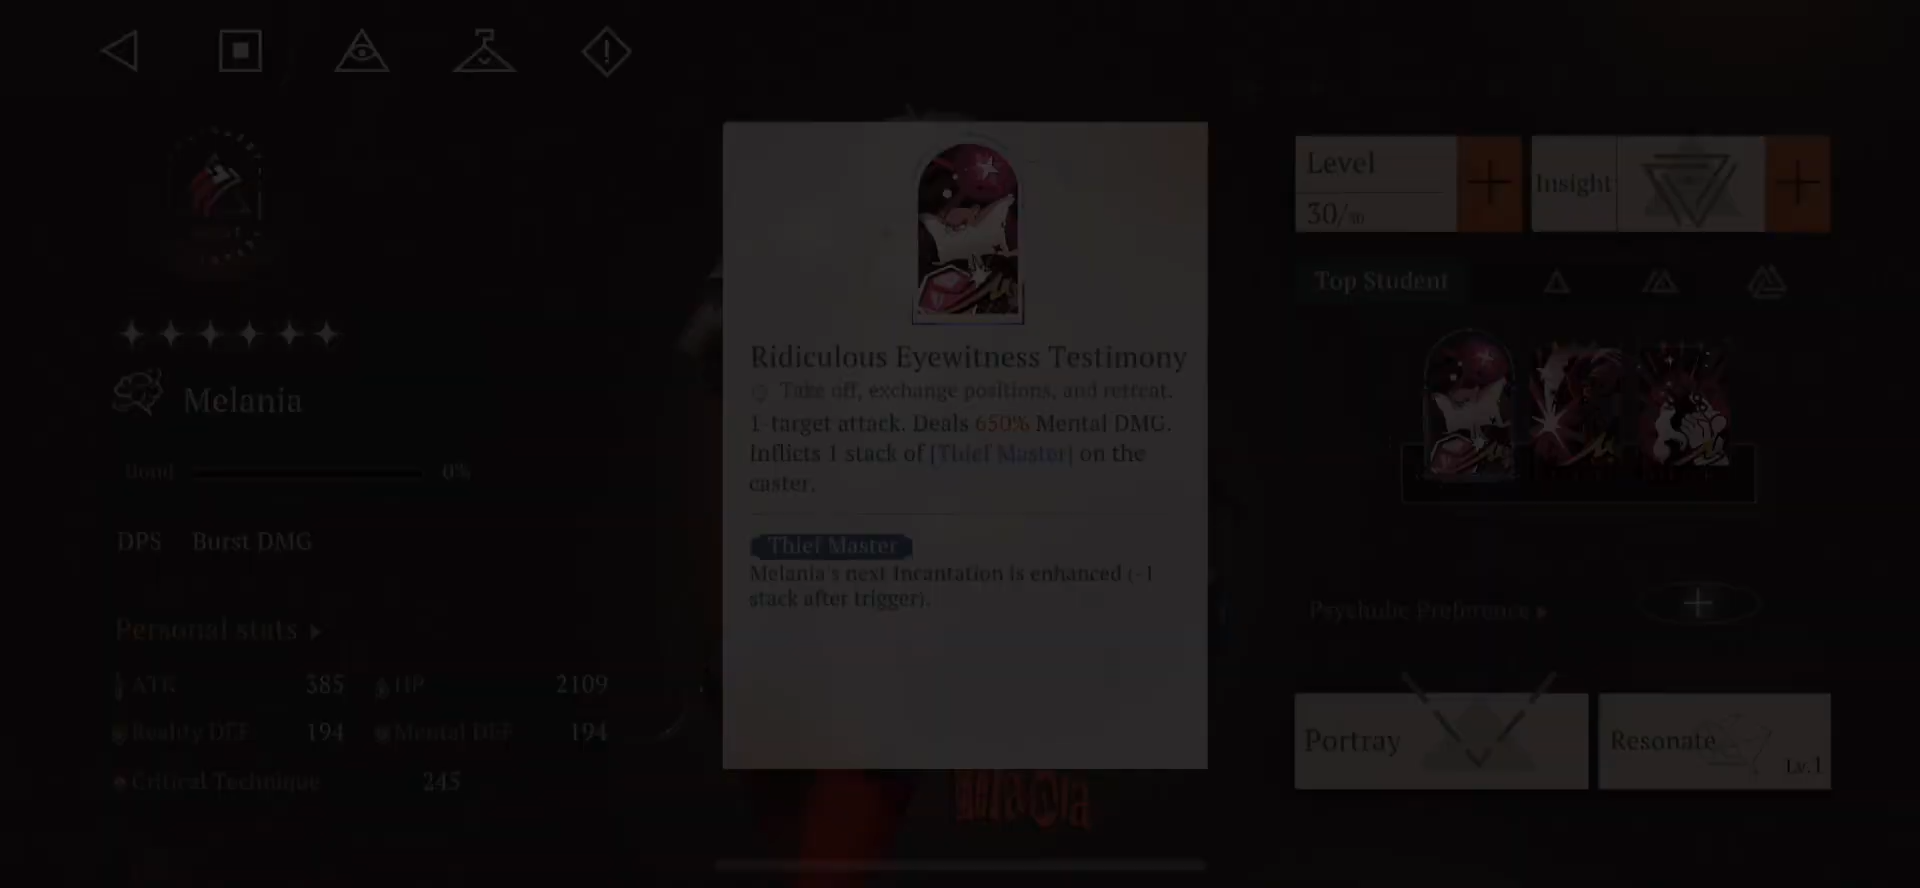 Melania
Bond 0%
DPS Burst DMG
Personal stats
ATK 385 HP 2109
Reality DEF 194 Mental DEF 194
Critical Technique 245
Ridiculous Eyewitness Testimony
Take off, exchange positions, and retreat.
1-target attack. Deals 650% Mental DMG.
Inflicts 1 stack of [Thief Master] on the
caster.
Thief Master
Melania's next Incantation is enhanced (-1
stack after trigger).
Melania
Level
30/30
Insight
Top Student
Psychube Preference
Portray
Resonate
Lv.1